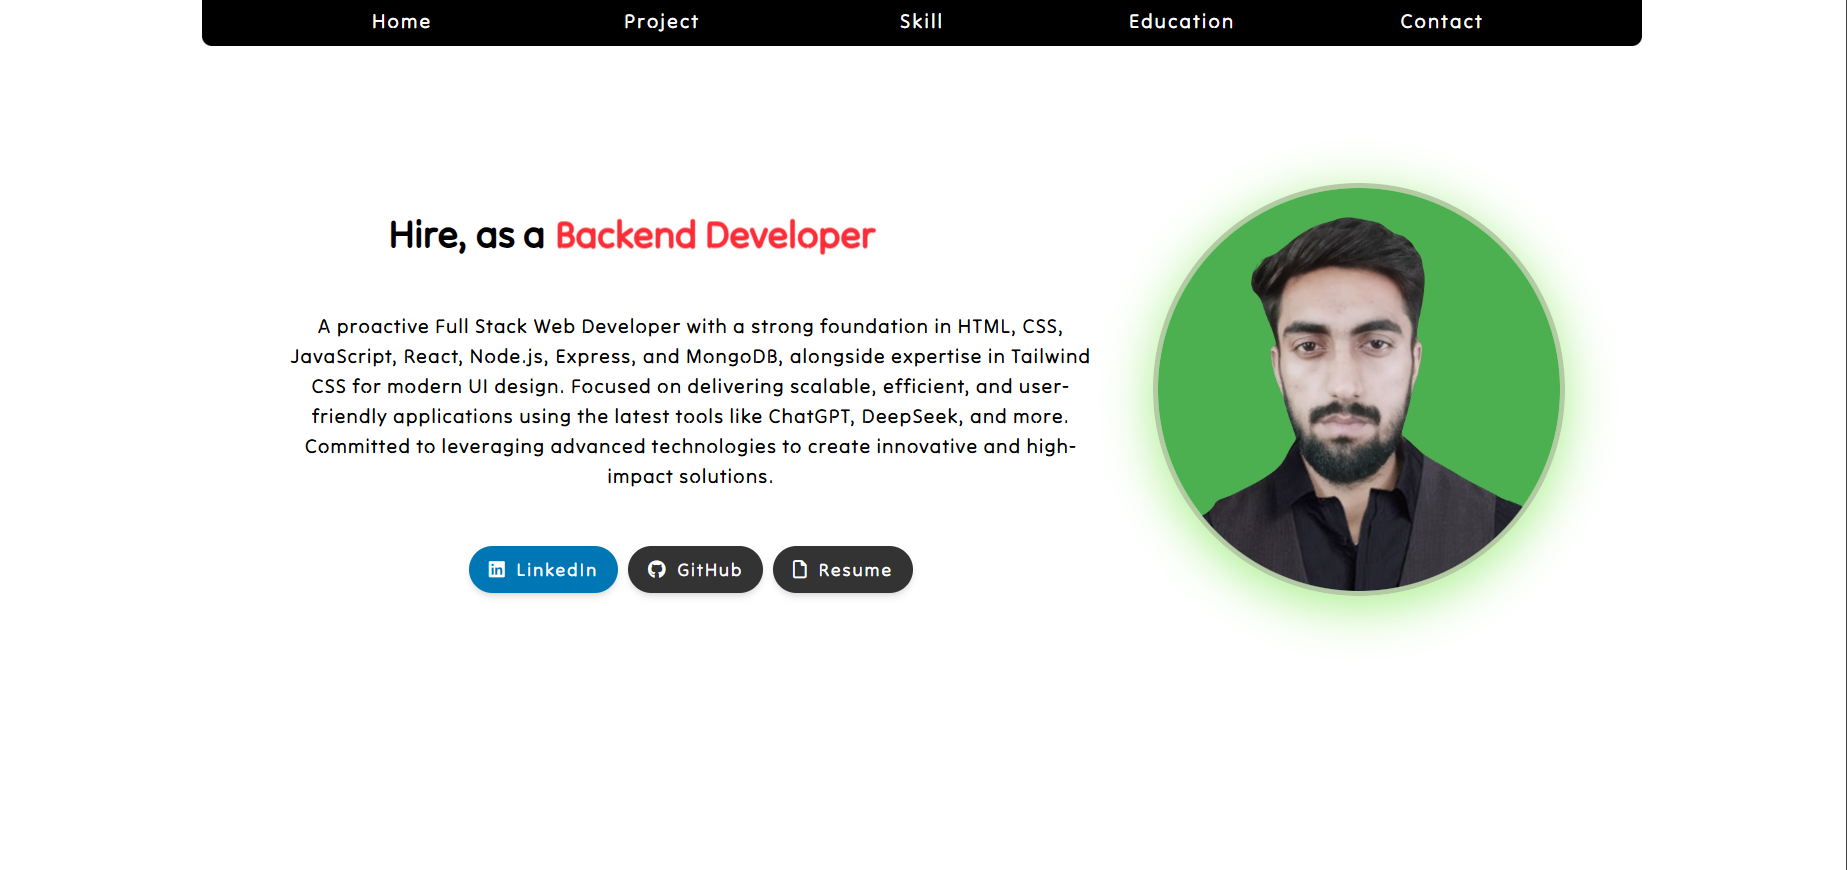 Home Project Skill Education Contact
Hire, as a Backend Developer
A proactive Full Stack Web Developer with a strong foundation in HTML, CSS,
JavaScript, React, Node.js, Express, and MongoDB, alongside expertise in Tailwind
CSS for modern UI design. Focused on delivering scalable, efficient, and user-
friendly applications using the latest tools like ChatGPT, DeepSeek, and more.
Committed to leveraging advanced technologies to create innovative and high-
impact solutions.
LinkedIn GitHub Resume